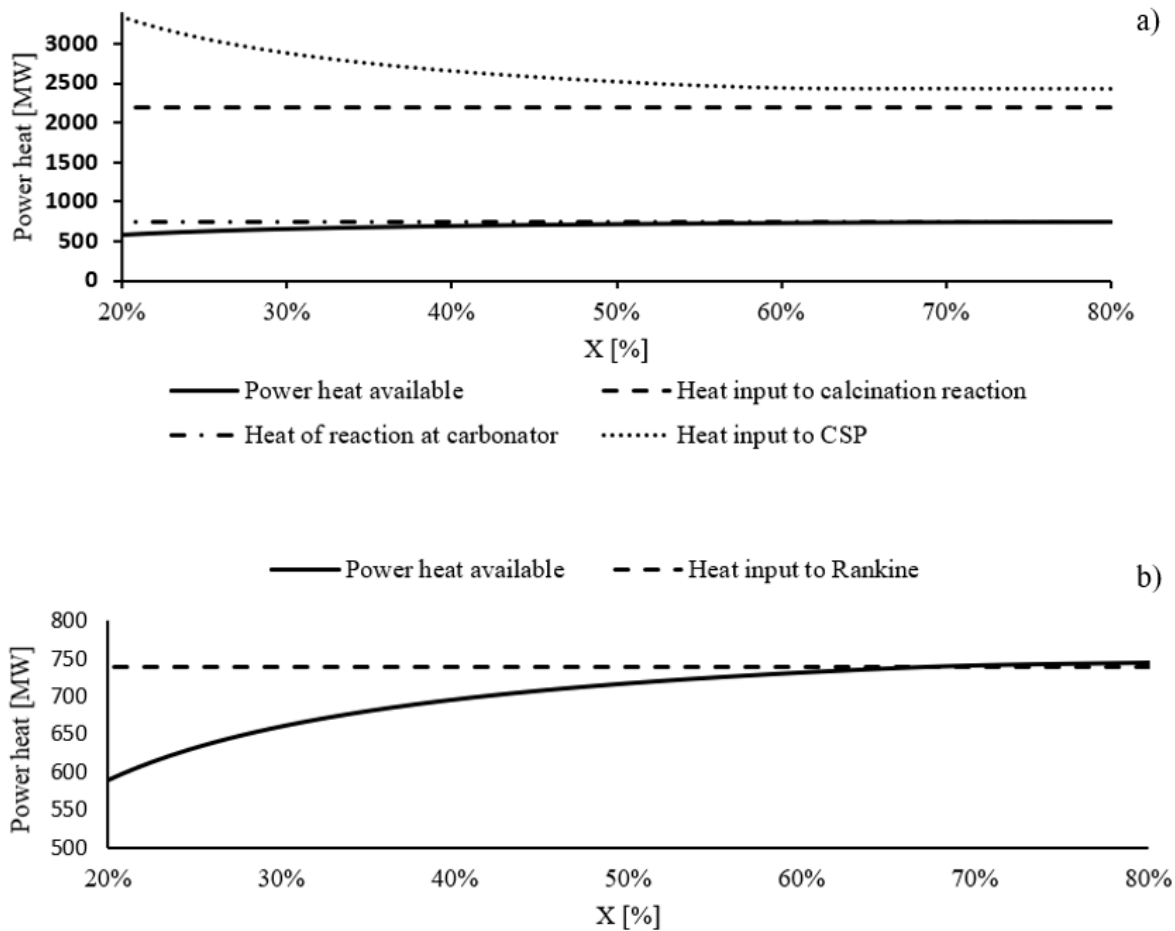 a)
Power heat [MW]
3000
2500
2000
1500
1000
500
0
20% 30% 40% 50% 60% 70% 80%
X [%]
Power heat available Heat input to calcination reaction
Heat of reaction at carbonator Heat input to CSP
Power heat available Heat input to Rankine
b)
Power heat [MW]
800
750
700
650
600
550
500
20% 30% 40% 50% 60% 70% 80%
X [%]